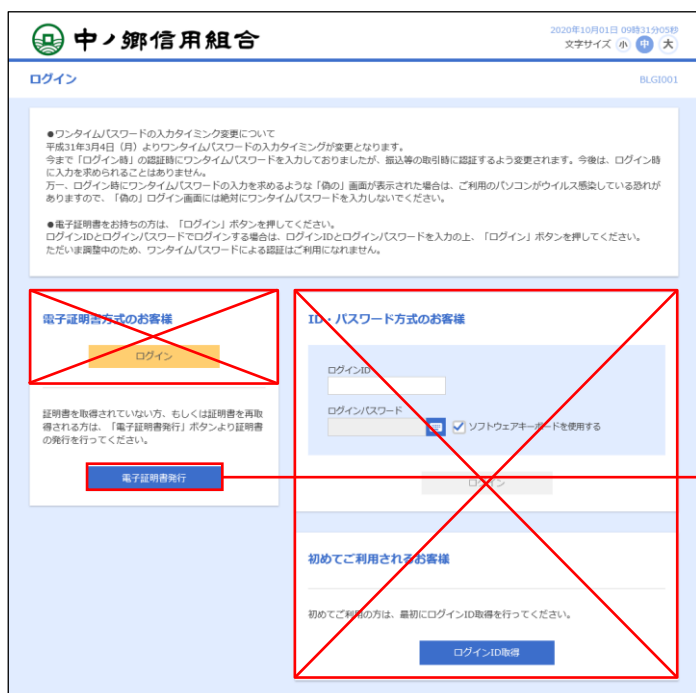 中ノ郷信用組合
2020年10月01日 09時31分05秒
文字サイズ 小 中 大
ログイン
BLGI001
●ワンタイムパスワードの入力タイミング変更について
平成31年3月4日（月）よりワンタイムパスワードの入力タイミングが変更となります。
今まで「ログイン時」の認証時にワンタイムパスワードを入力しておりましたが、振込等の取引時に認証するよう変更されます。今後は、ログイン時
に入力を求められることはありません。
万一、ログイン時にワンタイムパスワードの入力を求めるような「偽の」画面が表示された場合は、ご利用のパソコンがウイルス感染している恐れが
ありますので、「偽の」ログイン画面には絶対にワンタイムパスワードを入力しないでください。
●電子証明書をお持ちの方は、「ログイン」ボタンを押してください。
ログインIDとログインパスワードでログインする場合は、ログインIDとログインパスワードを入力の上、「ログイン」ボタンを押してください。
ただいま調整中のため、ワンタイムパスワードによる認証はご利用になれません。
電子証明書方式のお客様
ログイン
証明書を取得されていない方、もしくは証明書を再取
得される方は、「電子証明書発行」ボタンより証明書
の発行を行ってください。
電子証明書発行
ID・パスワード方式のお客様
ログインID
ログインパスワード
ソフトウェアキーボードを使用する
ログイン
初めてご利用されるお客様
初めてご利用の方は、最初にログインID取得を行ってください。
ログインID取得